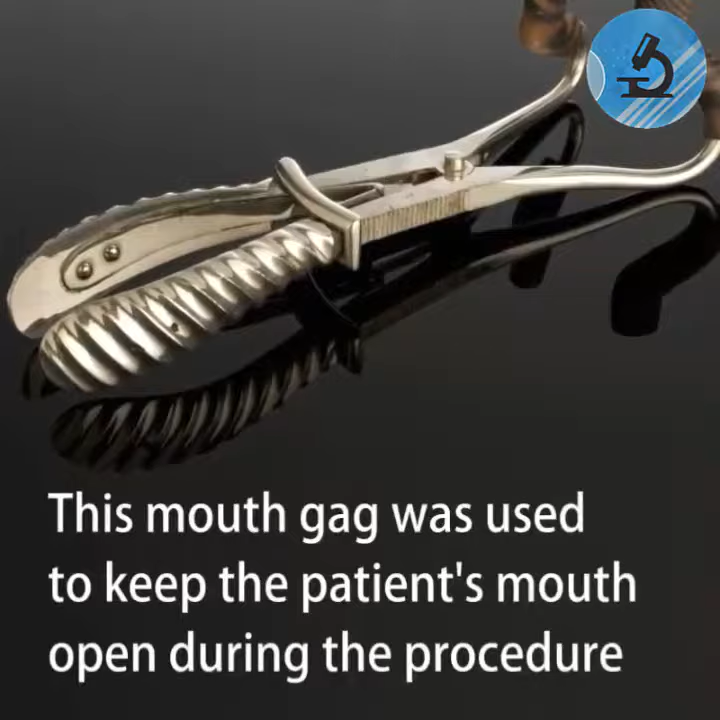 This mouth gag was used
to keep the patient's mouth
open during the procedure